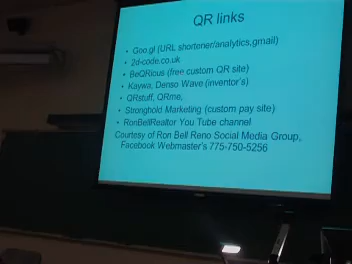 QR links
• Goo.gl (URL shortener/analytics,gmail)
• 2d-code.co.uk
• BeQRious (free custom QR site)
• Kaywa, Denso Wave (inventor's)
• QRstuff, QRme,
• Stronghold Marketing (custom pay site)
• RonBellRealtor You Tube channel
Courtesy of Ron Bell Reno Social Media Group,
Facebook Webmaster's 775-750-5256